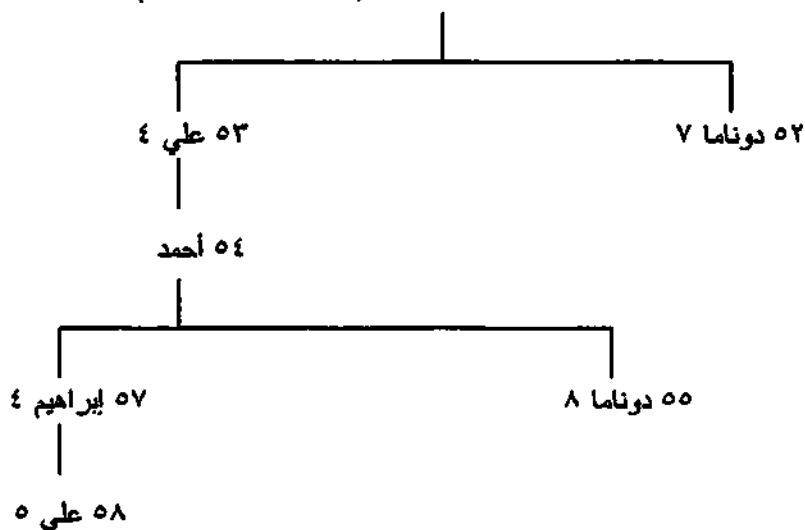 ٥٢ دوناما ٧
٥٣ علي ٤
٥٤ أحمد
٥٥ دوناما ٨
٥٧ إبراهيم ٤
٥٨ علي ٥